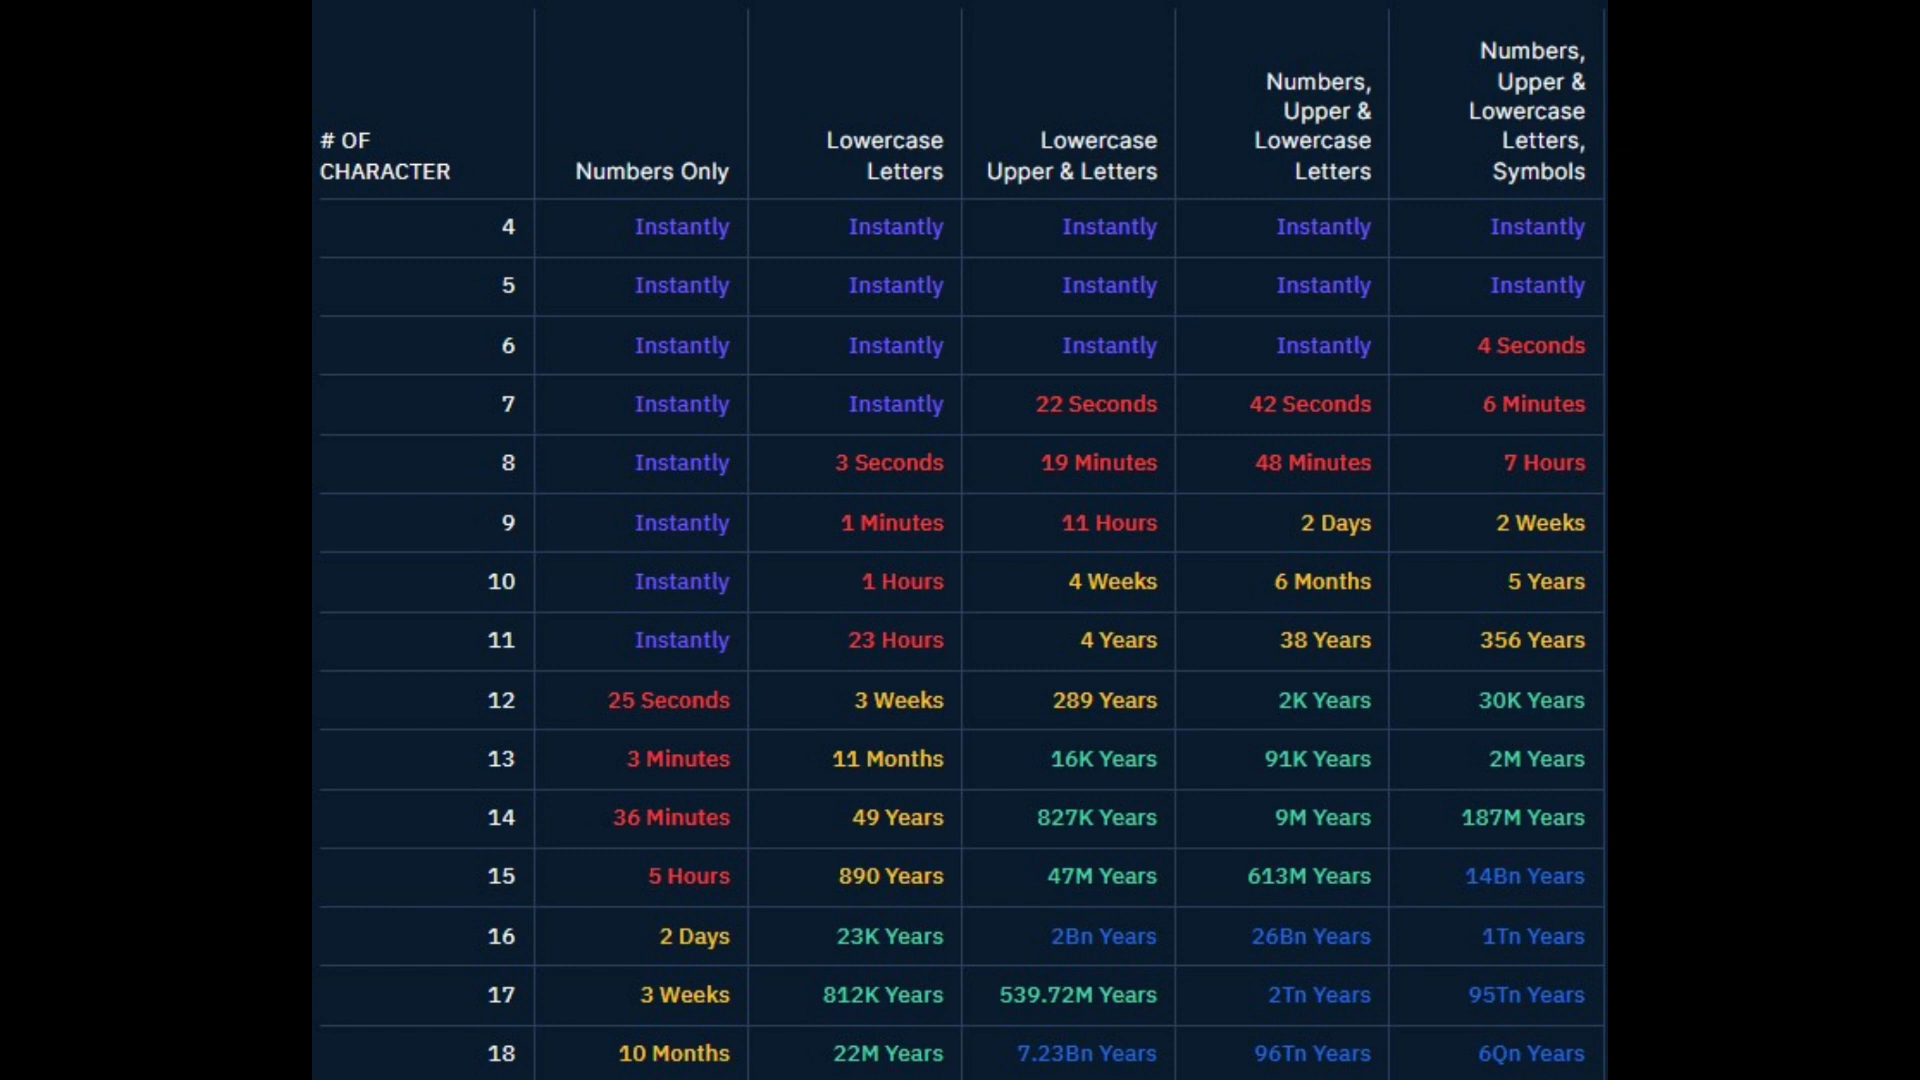 # OF CHARACTER Numbers Only Lowercase Letters Lowercase Upper & Letters Numbers, Upper & Lowercase Letters Numbers, Upper & Lowercase Letters, Symbols
4 Instantly Instantly Instantly Instantly Instantly
5 Instantly Instantly Instantly Instantly Instantly
6 Instantly Instantly Instantly Instantly 4 Seconds
7 Instantly Instantly 22 Seconds 42 Seconds 6 Minutes
8 Instantly 3 Seconds 19 Minutes 48 Minutes 7 Hours
9 Instantly 1 Minutes 11 Hours 2 Days 2 Weeks
10 Instantly 1 Hours 4 Weeks 6 Months 5 Years
11 Instantly 23 Hours 4 Years 38 Years 356 Years
12 25 Seconds 3 Weeks 289 Years 2K Years 30K Years
13 3 Minutes 11 Months 16K Years 91K Years 2M Years
14 36 Minutes 49 Years 827K Years 9M Years 187M Years
15 5 Hours 890 Years 47M Years 613M Years 14Bn Years
16 2 Days 23K Years 2Bn Years 26Bn Years 1Tn Years
17 3 Weeks 812K Years 539.72M Years 2Tn Years 95Tn Years
18 10 Months 22M Years 7.23Bn Years 96Tn Years 6Qn Years